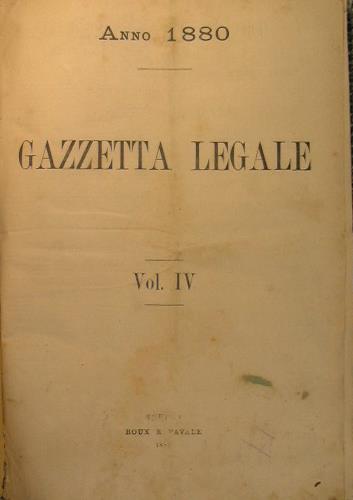 Anno 1880
GAZZETTA LEGALE
Vol. IV
ROUX E FAVALE